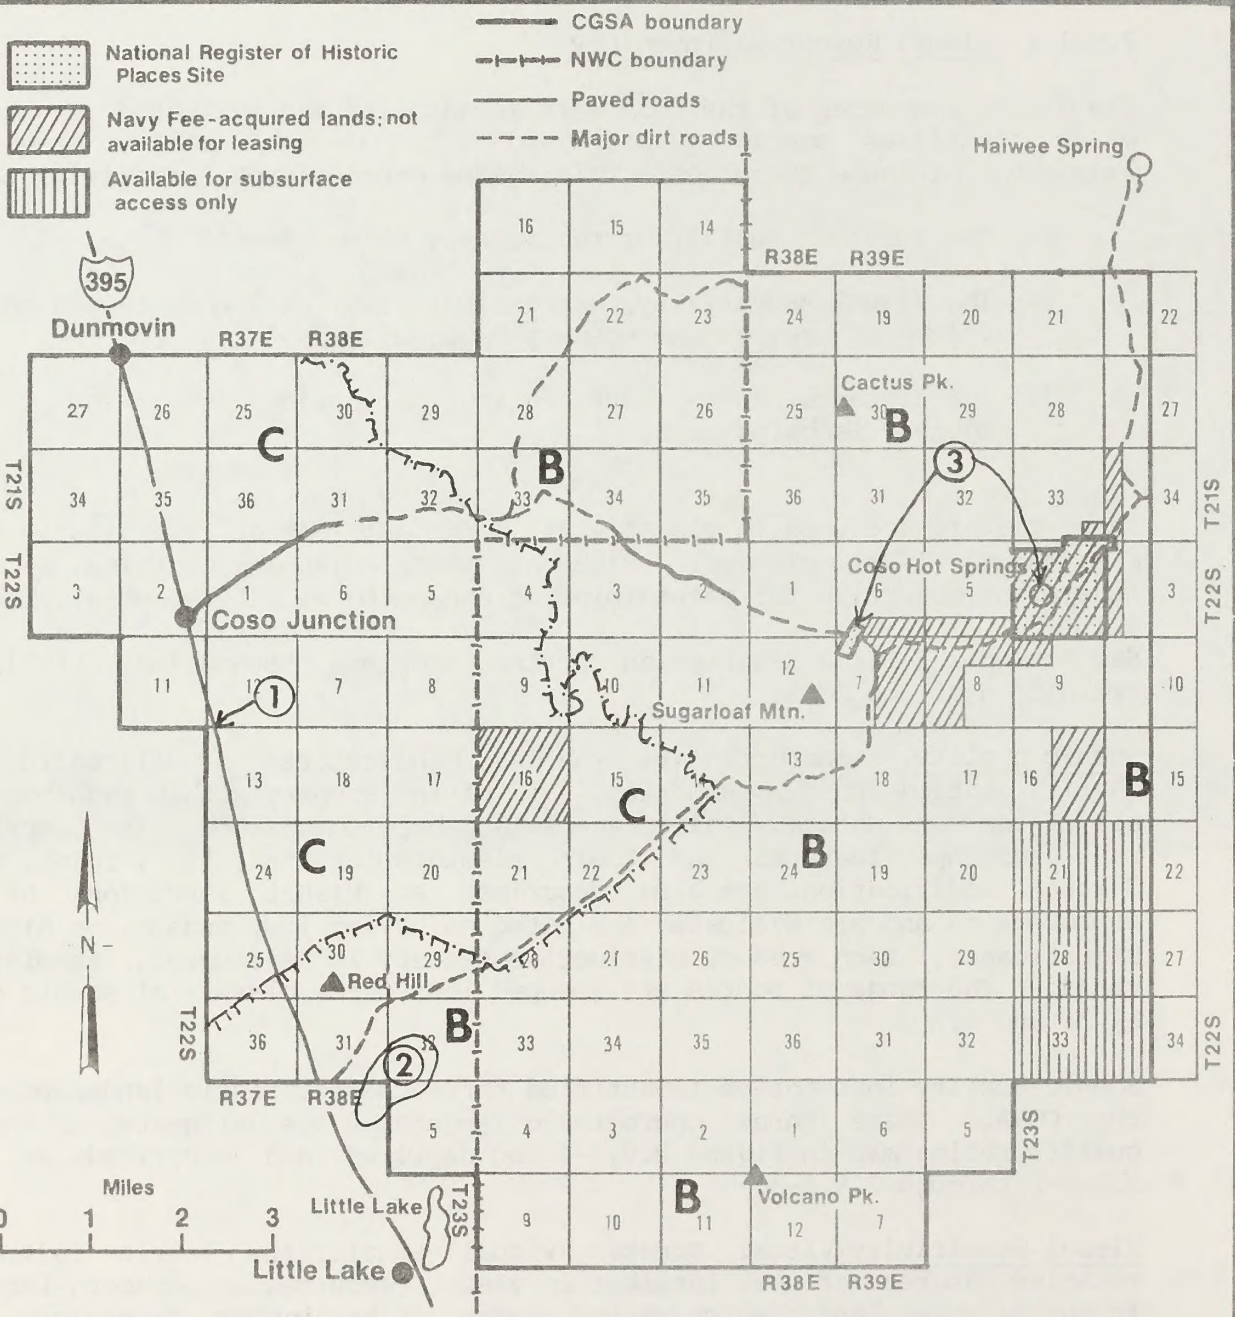 CGSA boundary
NWC boundary
Paved roads
Major dirt roads
National Register of Historic
Places Site
Navy Fee-acquired lands; not
available for leasing
Available for subsurface
access only
Haiwee Spring
395
16 15 14
R38E R39E
Dunmovin
R37E R38E
21 22 23 24 19 20 21 22
Cactus Pk.
27 26 25 30 29 28 27 26 25 30 29 28 27
C
B
B
3
T21S
34 35 36 31 32 33 34 35 36 31 32 33 34
T21S
T22S
Coso Hot Springs
3 2 1 6 5 4 3 2 1 6 5 3
T22S
Coso Junction
11 12 7 8 9 10 11 12 7 8 9 10
1
Sugarloaf Mtn.
13 18 17 16 15 14 13 18 17 16 15
C
B
C
B
24 19 20 21 22 23 24 19 20 21 22
N
25 30 29 28 27 26 25 30 29 28 27
Red Hill
T22S
B
36 31 32 33 34 35 36 31 32 33 34
T22S
2
R37E R38E
5 4 3 2 1 6 5
T23S
Miles
0 1 2 3
Little Lake
T23S
B
Volcano Pk.
9 10 11 12 7
Little Lake
R38E R39E